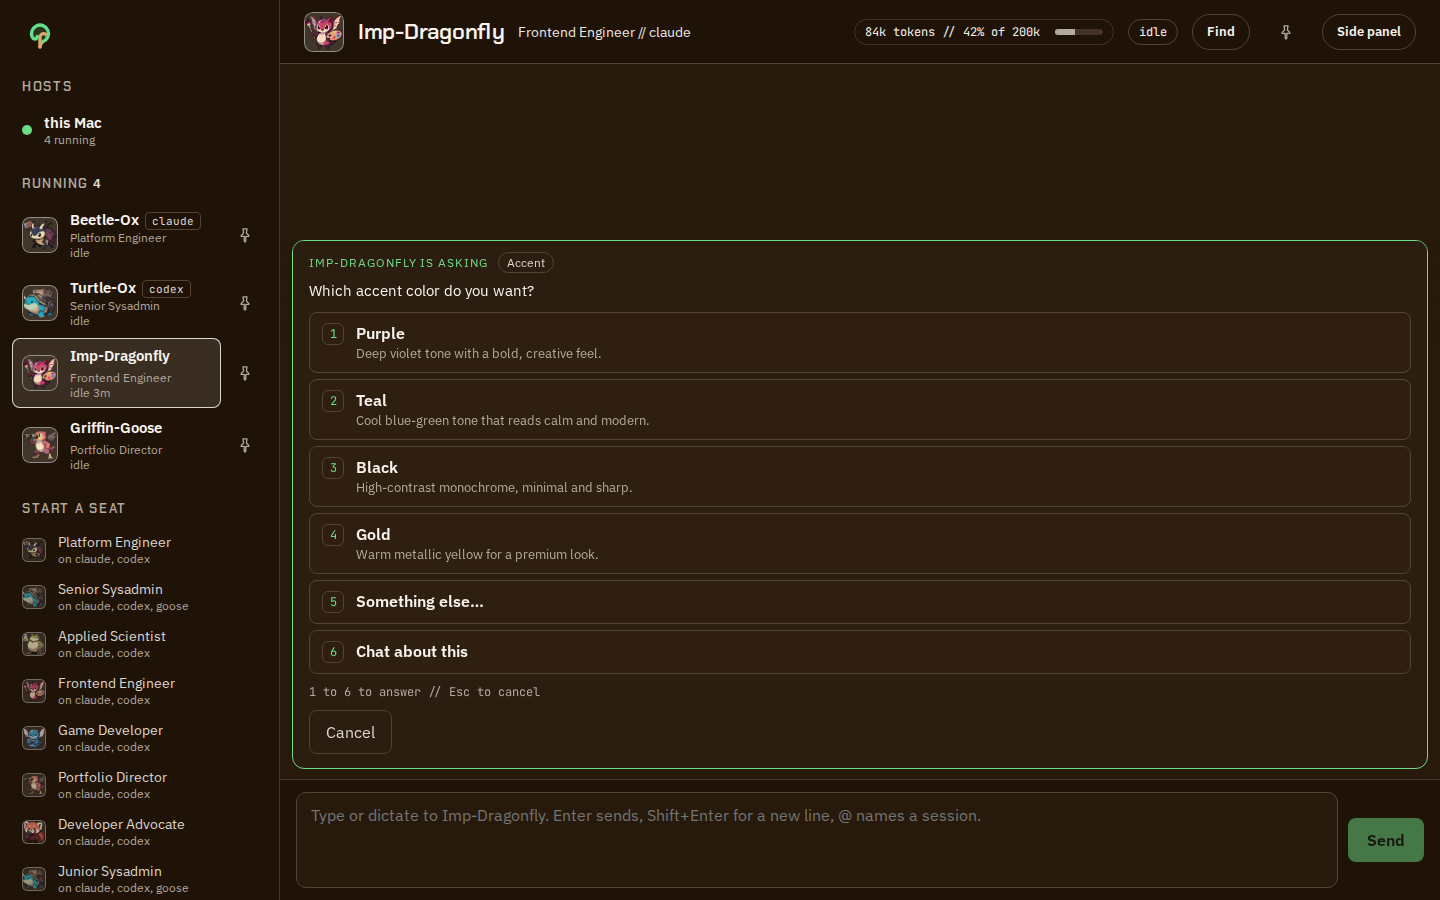 HOSTS
this Mac
4 running
RUNNING 4
Beetle-Ox claude
Platform Engineer
idle
Turtle-Ox codex
Senior Sysadmin
idle
Imp-Dragonfly
Frontend Engineer
idle 3m
Griffin-Goose
Portfolio Director
idle
START A SEAT
Platform Engineer
on claude, codex
Senior Sysadmin
on claude, codex, goose
Applied Scientist
on claude, codex
Frontend Engineer
on claude, codex
Game Developer
on claude, codex
Portfolio Director
on claude, codex
Developer Advocate
on claude, codex
Junior Sysadmin
on claude, codex, goose
Imp-Dragonfly Frontend Engineer // claude 84k tokens // 42% of 200k idle Find Side panel
IMP-DRAGONFLY IS ASKING Accent
Which accent color do you want?
1 Purple
Deep violet tone with a bold, creative feel.
2 Teal
Cool blue-green tone that reads calm and modern.
3 Black
High-contrast monochrome, minimal and sharp.
4 Gold
Warm metallic yellow for a premium look.
5 Something else...
6 Chat about this
1 to 6 to answer // Esc to cancel
Cancel
Type or dictate to Imp-Dragonfly. Enter sends, Shift+Enter for a new line, @ names a session.
Send